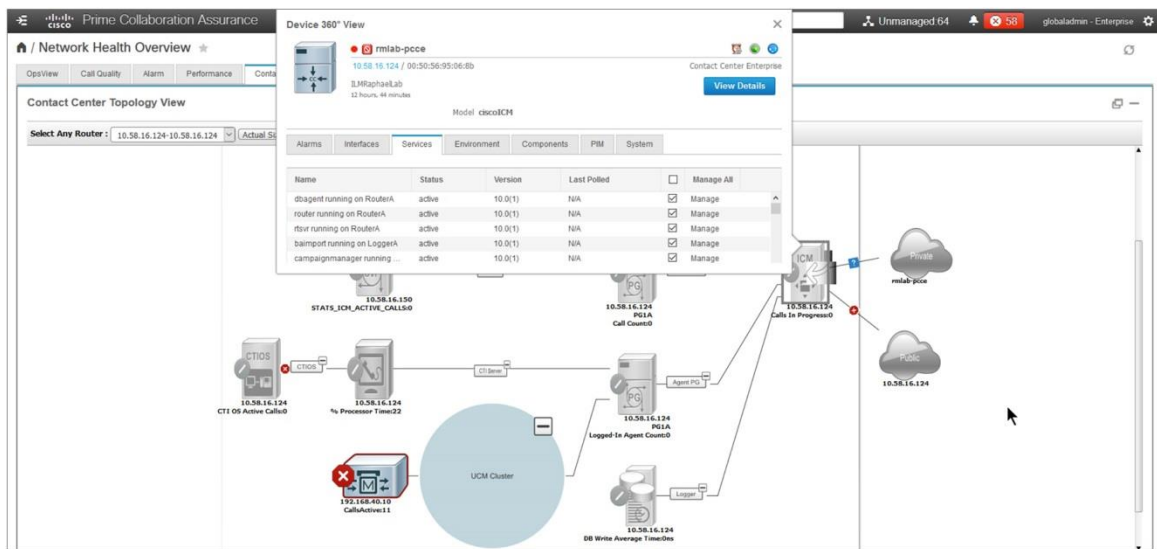 cisco Prime Collaboration Assurance
Unmanaged 64 58 globaladmin - Enterprise
/ Network Health Overview
OpsView Call Quality Alarm Performance Conta
Contact Center Topology View
Select Any Router : 10.58.16.124-10.58.16.124 Actual Si
Device 360° View
rmlab-pcce
10.58.16.124 / 00:50:56:95:06:8b Contact Center Enterprise
ILMRaphaelLab View Details
12 hours, 44 minutes
Model ciscoICM
Alarms Interfaces Services Environment Components PIM System
Name Status Version Last Polled Manage All
dbagent running on RouterA active 10.0(1) N/A Manage
router running on RouterA active 10.0(1) N/A Manage
rtsvr running on RouterA active 10.0(1) N/A Manage
baimport running on LoggerA active 10.0(1) N/A Manage
campaignmanager running ... active 10.0(1) N/A Manage
ICM
10.58.16.124
Calls In Progress:0
?
Private
rmlab-pcce
Public
10.58.16.124
10.58.16.150
STATS_ICM_ACTIVE_CALLS:0
PG
10.58.16.124
PG1A
Call Count:0
CTIOS
10.58.16.124
CTI OS Active Calls:0
CTIOS
10.58.16.124
% Processor Time:22
CTI Server
PG
10.58.16.124
PG1A
Logged-In Agent Count:0
Agent PG
M
192.168.40.10
CallsActive:11
UCM Cluster
10.58.16.124
DB Write Average Time:0ms
Logger